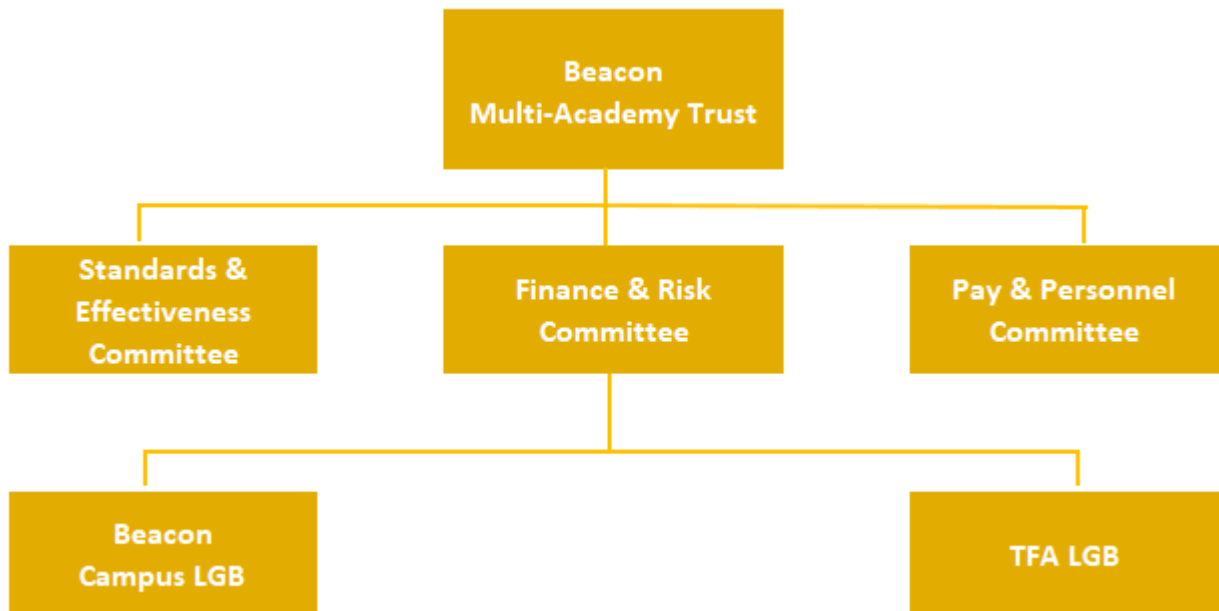 Beacon
Multi-Academy Trust
Standards &
Effectiveness
Committee
Finance & Risk
Committee
Pay & Personnel
Committee
Beacon
Campus LGB
TFA LGB